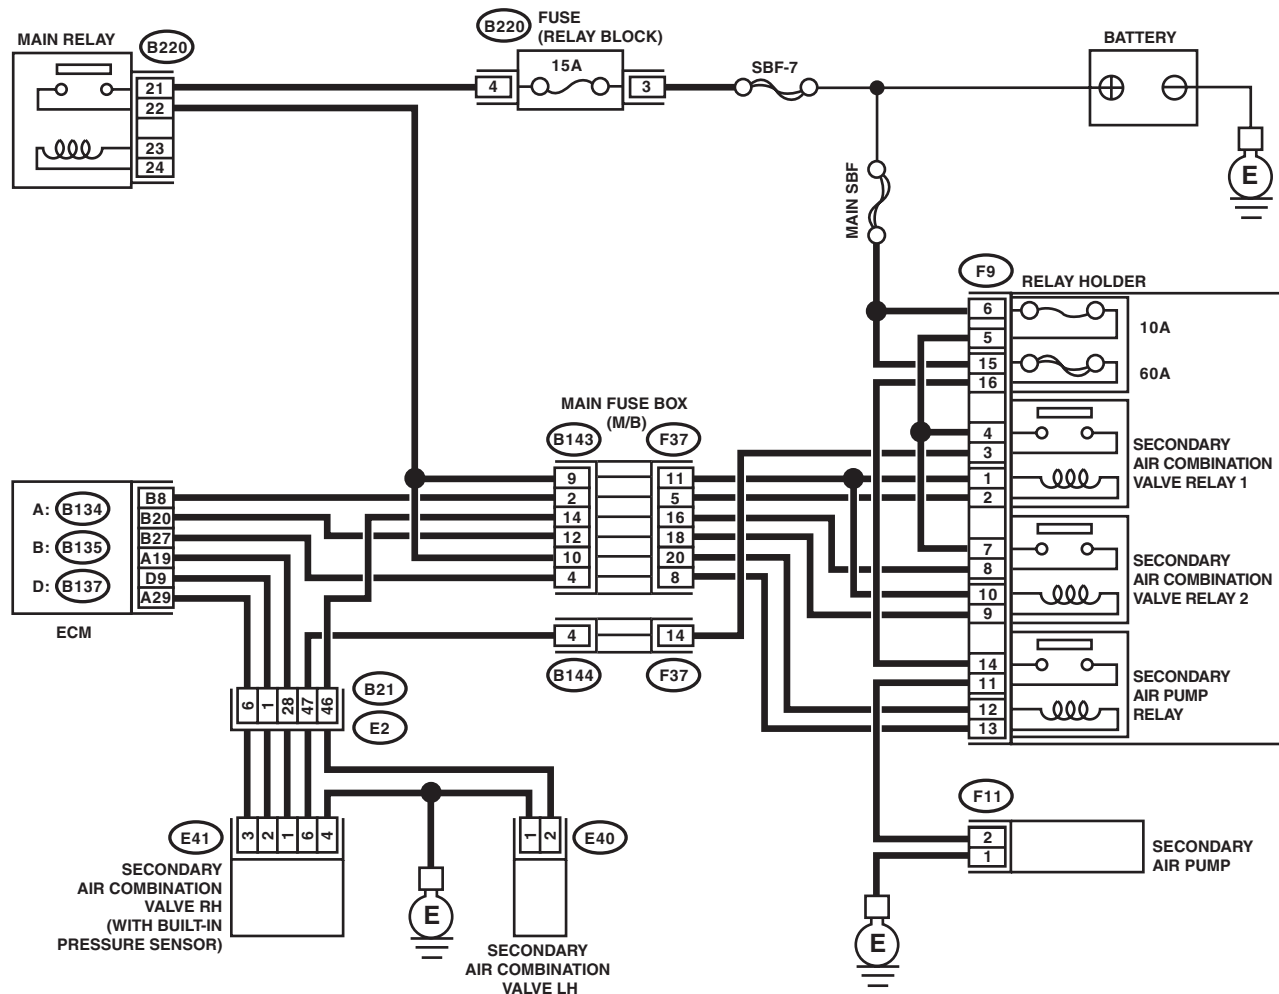 MAIN RELAY
B220
21
22
23
24
B220
FUSE
(RELAY BLOCK)
15A
4
3
SBF-7
BATTERY
E
MAIN SBF
F9
RELAY HOLDER
6
5
15
16
10A
60A
4
3
1
2
SECONDARY
AIR COMBINATION
VALVE RELAY 1
7
8
10
9
SECONDARY
AIR COMBINATION
VALVE RELAY 2
14
11
12
13
SECONDARY
AIR PUMP
RELAY
MAIN FUSE BOX
(M/B)
B143
F37
9
11
2
5
14
16
12
18
10
20
4
8
4
14
B144
F37
A: B134
B: B135
D: B137
B8
B20
B27
A19
D9
A29
ECM
6
1
28
47
46
B21
E2
E41
3
2
1
6
4
SECONDARY
AIR COMBINATION
VALVE RH
(WITH BUILT-IN
PRESSURE SENSOR)
E
1
2
E40
SECONDARY
AIR COMBINATION
VALVE LH
F11
2
1
SECONDARY
AIR PUMP
E